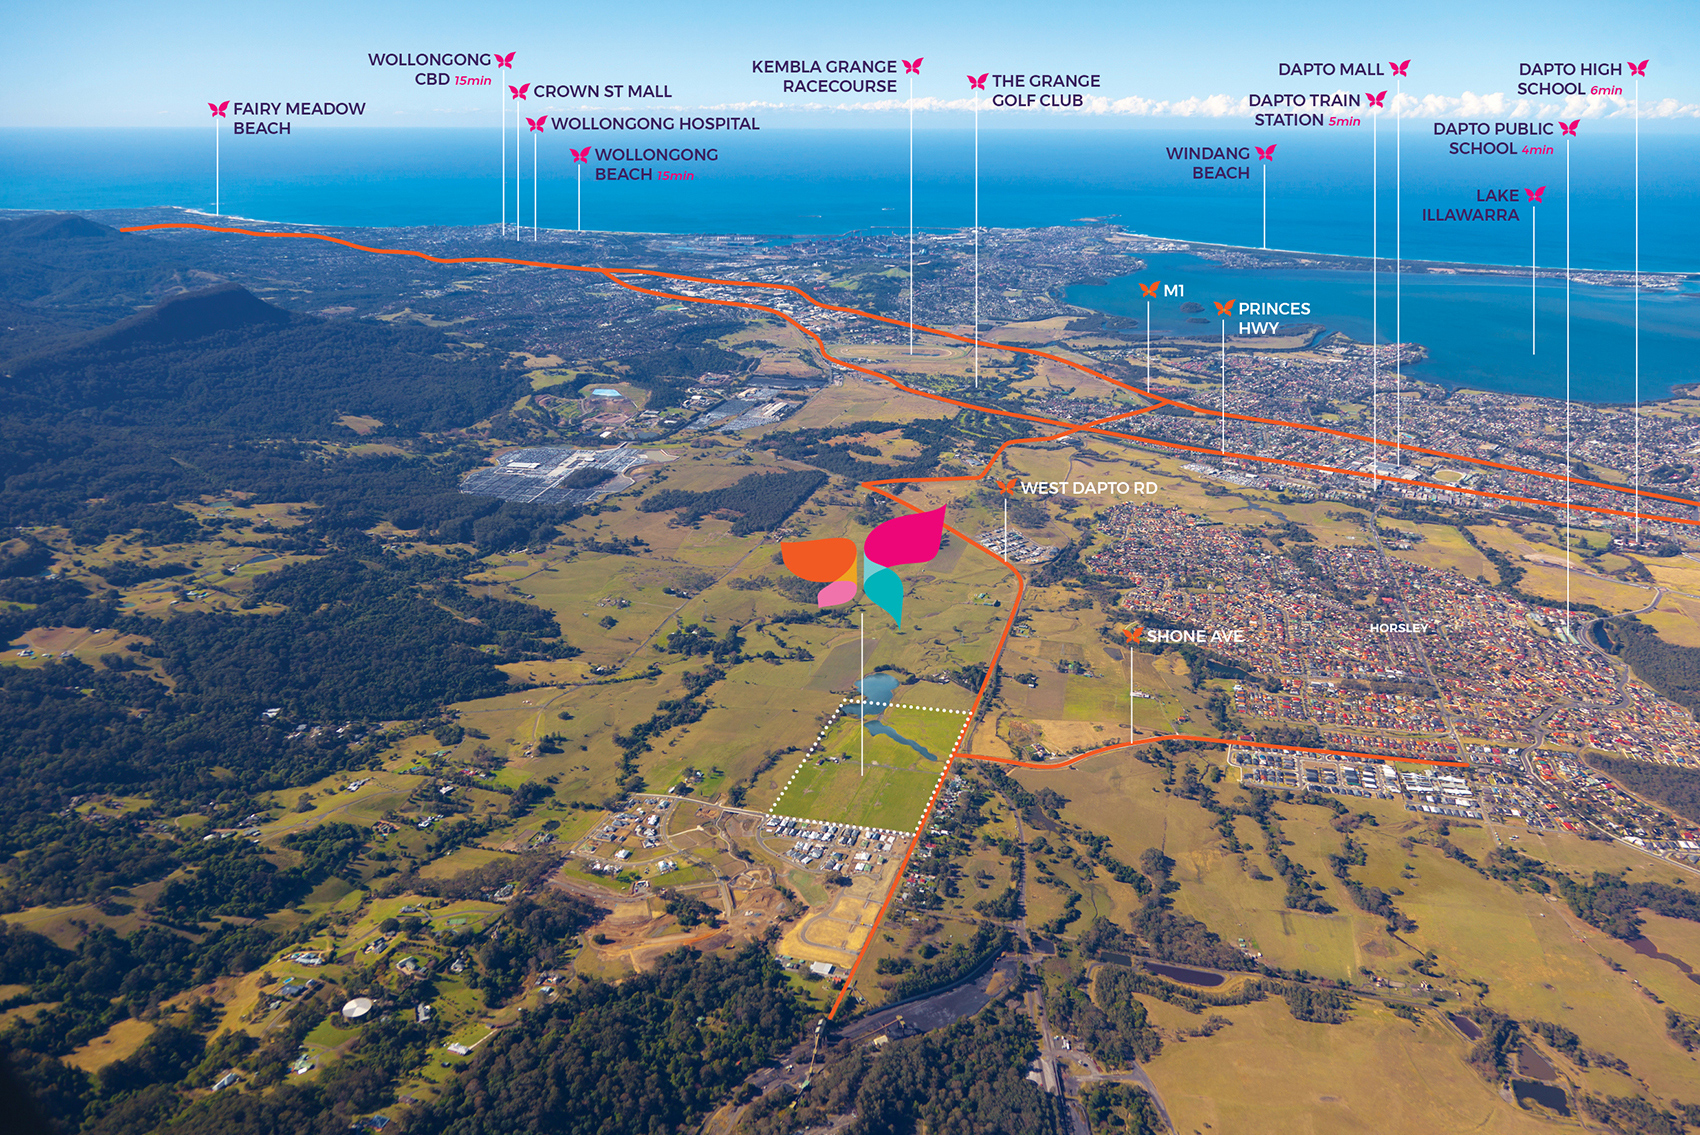 WOLLONGONG
CBD 15min
CROWN ST MALL
FAIRY MEADOW
BEACH
WOLLONGONG HOSPITAL
WOLLONGONG
BEACH 15min
KEMBLA GRANGE
RACECOURSE
THE GRANGE
GOLF CLUB
DAPTO MALL
DAPTO TRAIN
STATION 5min
WINDANG
BEACH
DAPTO HIGH
SCHOOL 6min
DAPTO PUBLIC
SCHOOL 4min
LAKE
ILLAWARRA
M1
PRINCES
HWY
WEST DAPTO RD
SHONE AVE
HORSLEY